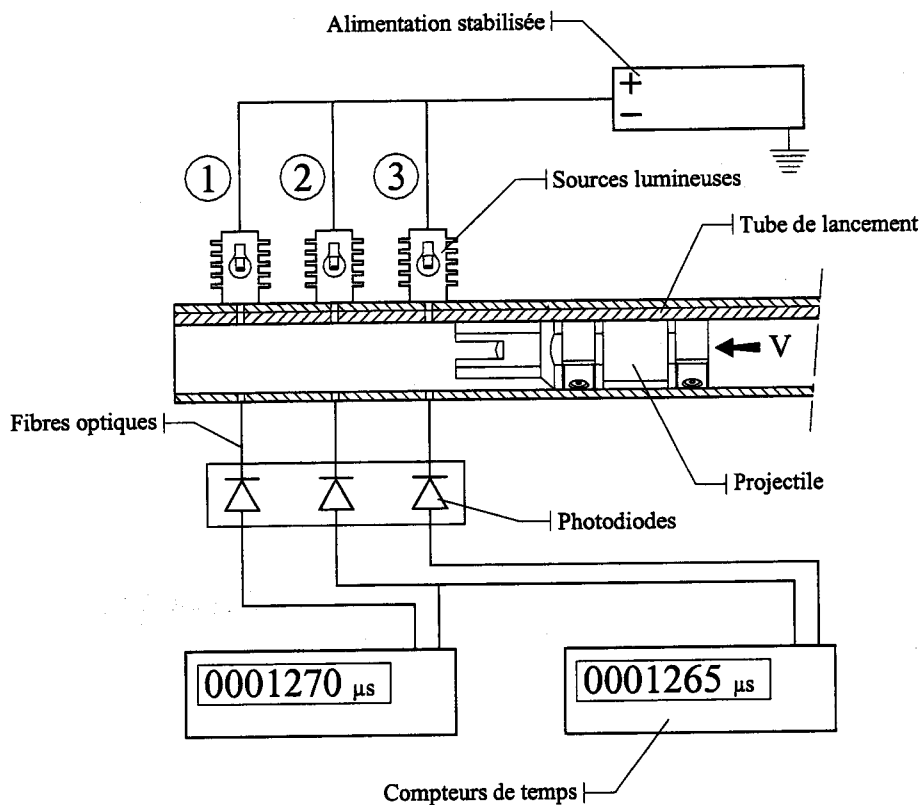 Alimentation stabilisée
+
−
1 2 3
Sources lumineuses
Tube de lancement
V
Fibres optiques
Projectile
Photodiodes
0001270 µs
0001265 µs
Compteurs de temps